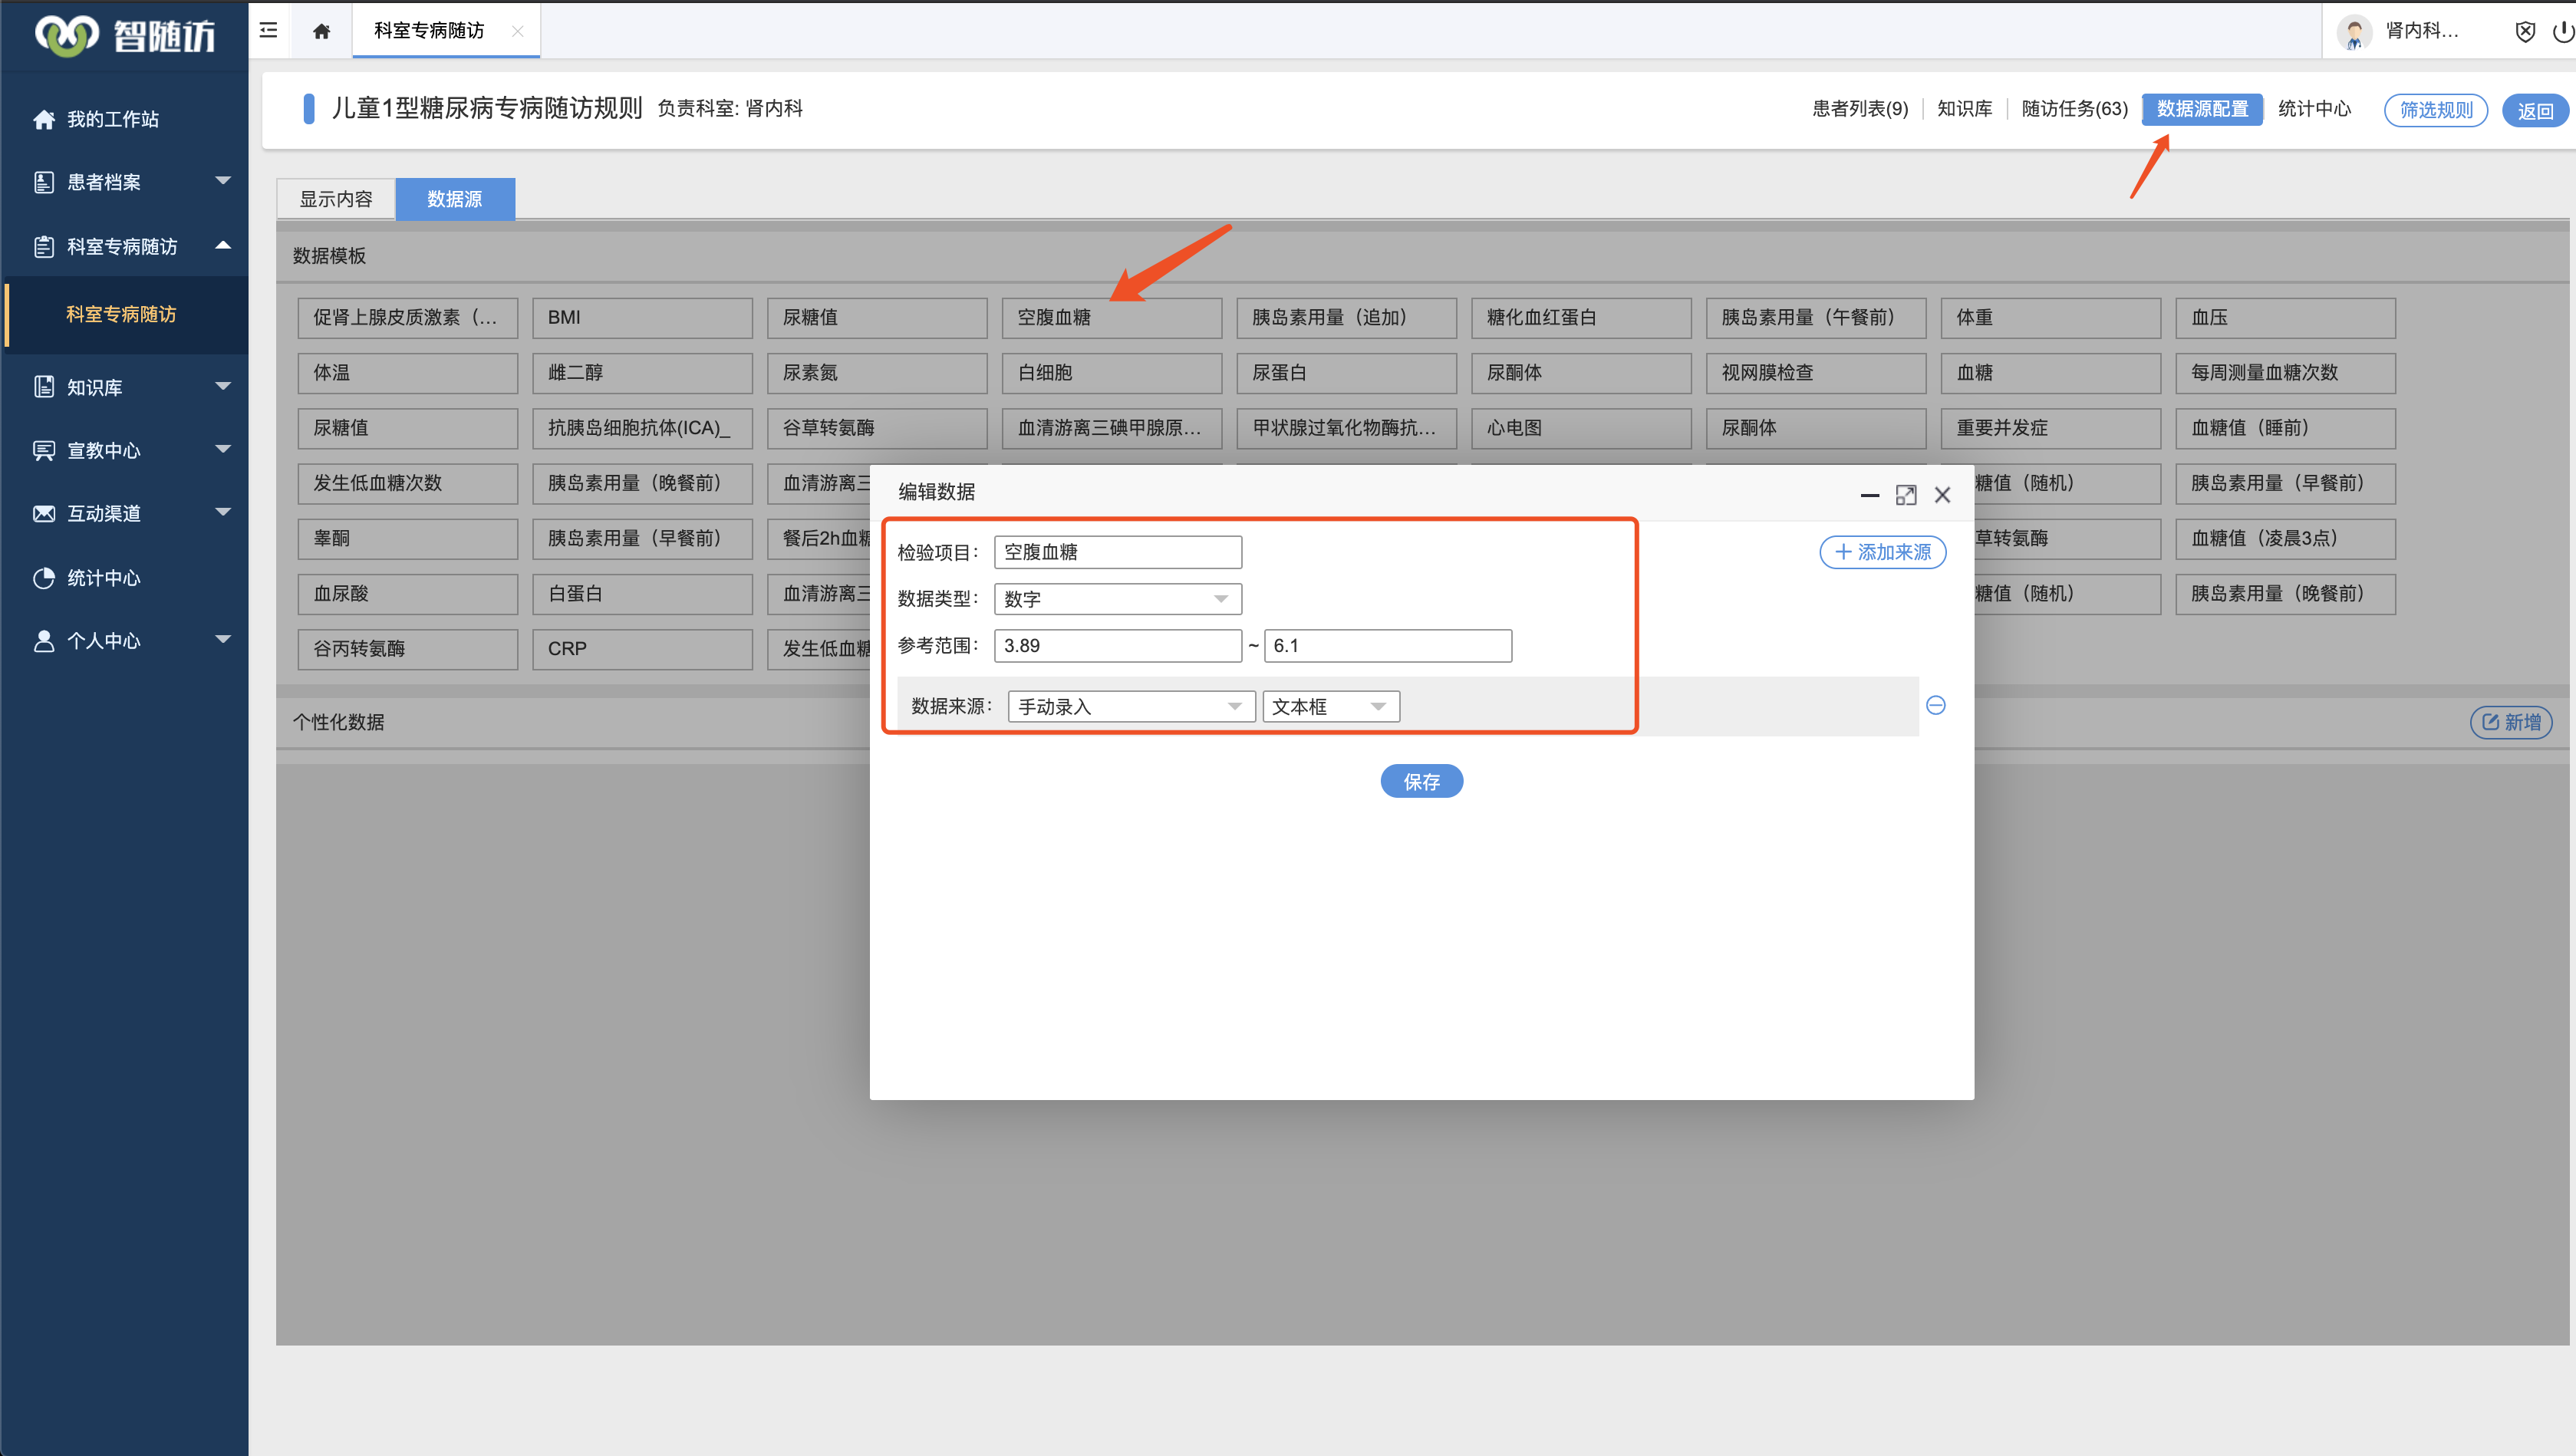 智随访
科室专病随访
肾内科...
我的工作站
患者档案
科室专病随访
科室专病随访
知识库
宣教中心
互动渠道
统计中心
个人中心
儿童1型糖尿病专病随访规则 负责科室: 肾内科
患者列表(9) 知识库 随访任务(63) 数据源配置 统计中心 筛选规则 返回
显示内容 数据源
数据模板
促肾上腺皮质激素（... BMI 尿糖值 空腹血糖 胰岛素用量（追加） 糖化血红蛋白 胰岛素用量（午餐前） 体重 血压
体温 雌二醇 尿素氮 白细胞 尿蛋白 尿酮体 视网膜检查 血糖 每周测量血糖次数
尿糖值 抗胰岛细胞抗体(ICA)_ 谷草转氨酶 血清游离三碘甲腺原... 甲状腺过氧化物酶抗... 心电图 尿酮体 重要并发症 血糖值（睡前）
发生低血糖次数 胰岛素用量（晚餐前） 血清游离三 糖值（随机） 胰岛素用量（早餐前）
睾酮 胰岛素用量（早餐前） 餐后2h血糖 草转氨酶 血糖值（凌晨3点）
血尿酸 白蛋白 血清游离三 糖值（随机） 胰岛素用量（晚餐前）
谷丙转氨酶 CRP 发生低血糖
个性化数据 新增
编辑数据
检验项目： 空腹血糖 添加来源
数据类型： 数字
参考范围： 3.89 ~ 6.1
数据来源： 手动录入 文本框
保存